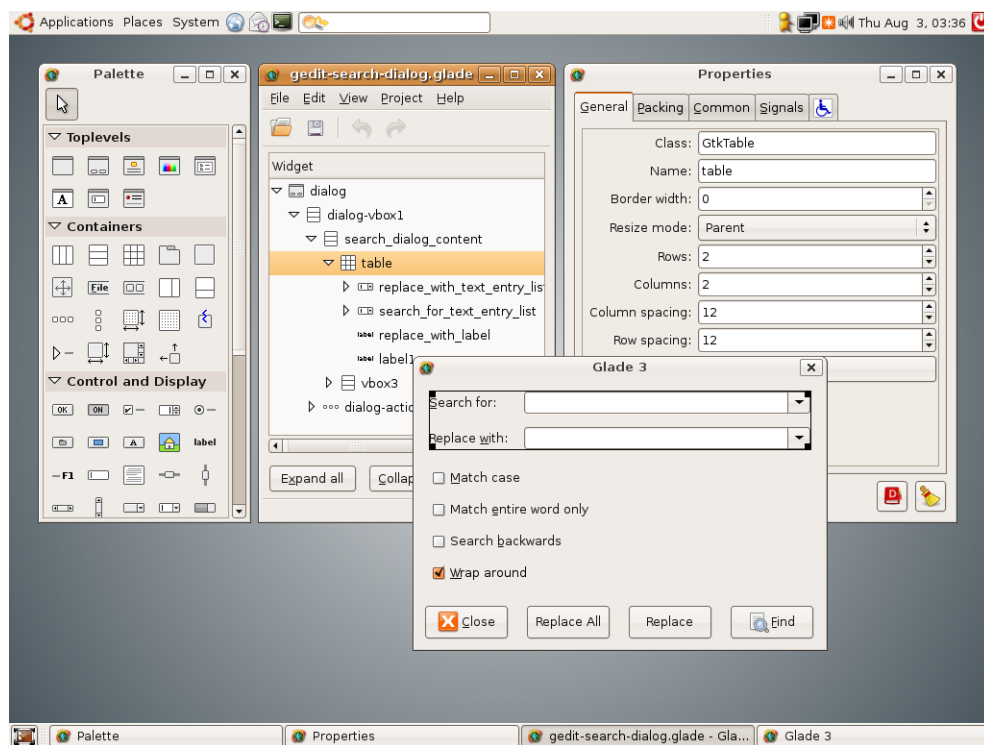 Applications Places System
Thu Aug 3, 03:36
Palette
Toplevels
A
Containers
File
Control and Display
OK
ON
A
label
F1
gedit-search-dialog.glade
File Edit View Project Help
Widget
dialog
dialog-vbox1
search_dialog_content
table
replace_with_text_entry_lis
search_for_text_entry_list
label replace_with_label
label label1
vbox3
dialog-actio
Expand all Collap
Properties
General Packing Common Signals
Class: GtkTable
Name: table
Border width: 0
Resize mode: Parent
Rows: 2
Columns: 2
Column spacing: 12
Row spacing: 12
D
Glade 3
Search for:
Replace with:
Match case
Match entire word only
Search backwards
Wrap around
Close Replace All Replace Find
Palette Properties gedit-search-dialog.glade - Gla... Glade 3